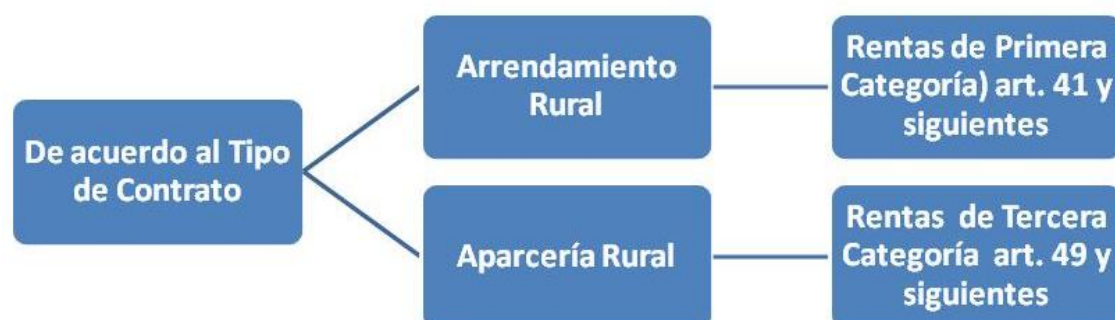 De acuerdo al Tipo
de Contrato
Arrendamiento
Rural
Rentas de Primera
Categoría) art. 41 y
siguientes
Aparcería Rural
Rentas de Tercera
Categoría art. 49 y
siguientes